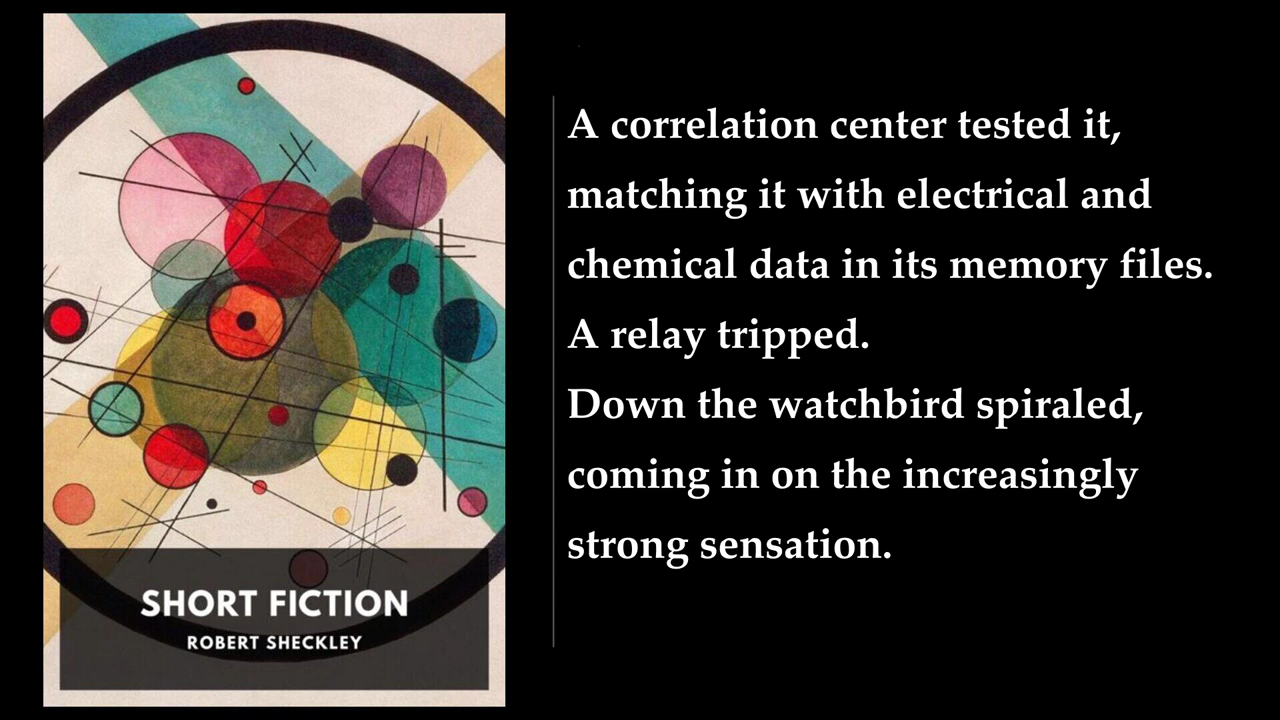 SHORT FICTION
ROBERT SHECKLEY
A correlation center tested it,
matching it with electrical and
chemical data in its memory files.
A relay tripped.
Down the watchbird spiraled,
coming in on the increasingly
strong sensation.